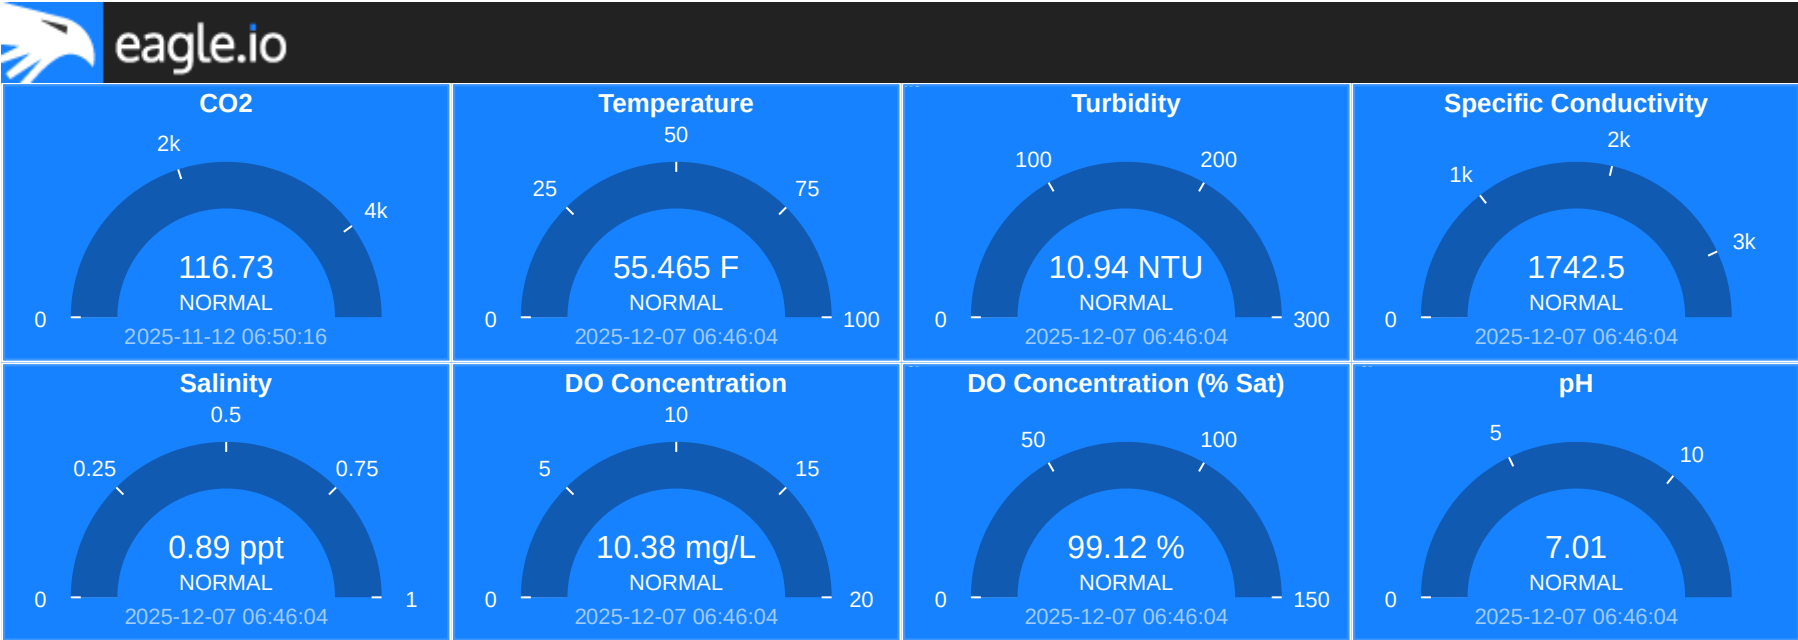 eagle.io
CO2
2k
4k
0
116.73
NORMAL
2025-11-12 06:50:16
Temperature
50
25
75
0
100
55.465 F
NORMAL
2025-12-07 06:46:04
Turbidity
100
200
0
300
10.94 NTU
NORMAL
2025-12-07 06:46:04
Specific Conductivity
2k
1k
3k
0
1742.5
NORMAL
2025-12-07 06:46:04
Salinity
0.5
0.25
0.75
0
1
0.89 ppt
NORMAL
2025-12-07 06:46:04
DO Concentration
10
5
15
0
20
10.38 mg/L
NORMAL
2025-12-07 06:46:04
DO Concentration (% Sat)
50
100
0
150
99.12 %
NORMAL
2025-12-07 06:46:04
pH
5
10
0
7.01
NORMAL
2025-12-07 06:46:04